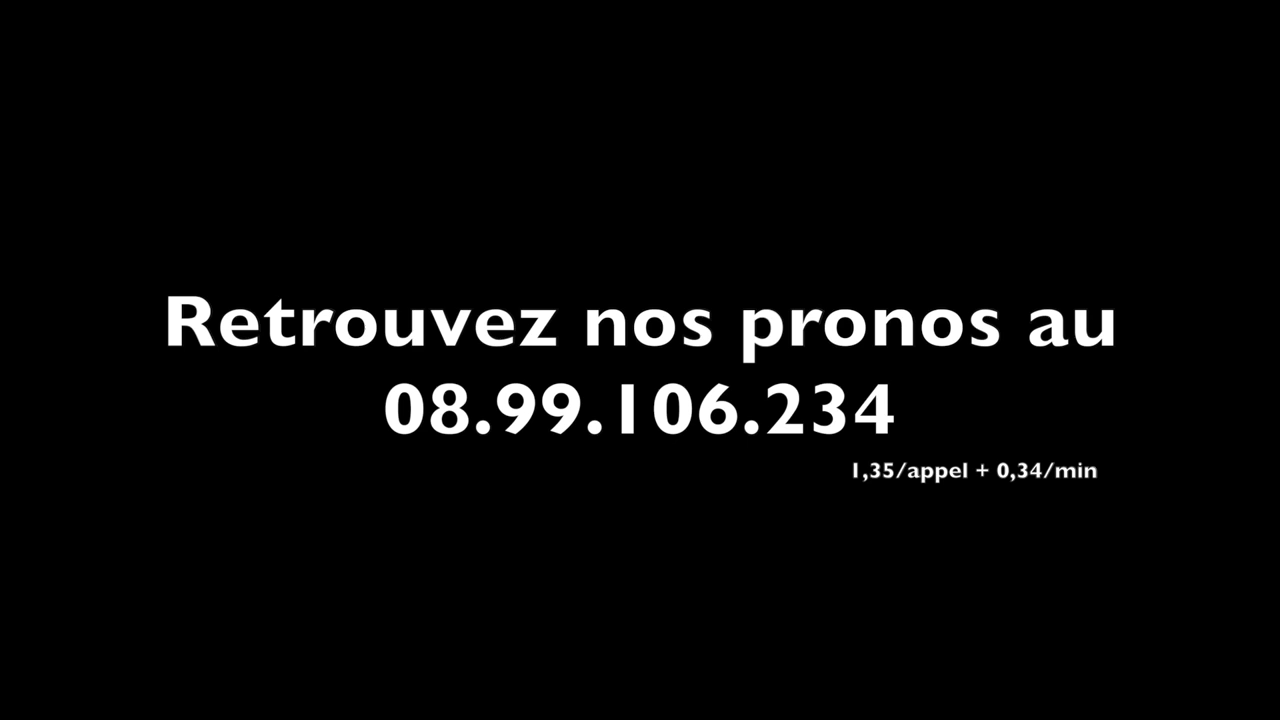 Retrouvez nos pronos au
08.99.106.234
1,35/appel + 0,34/min